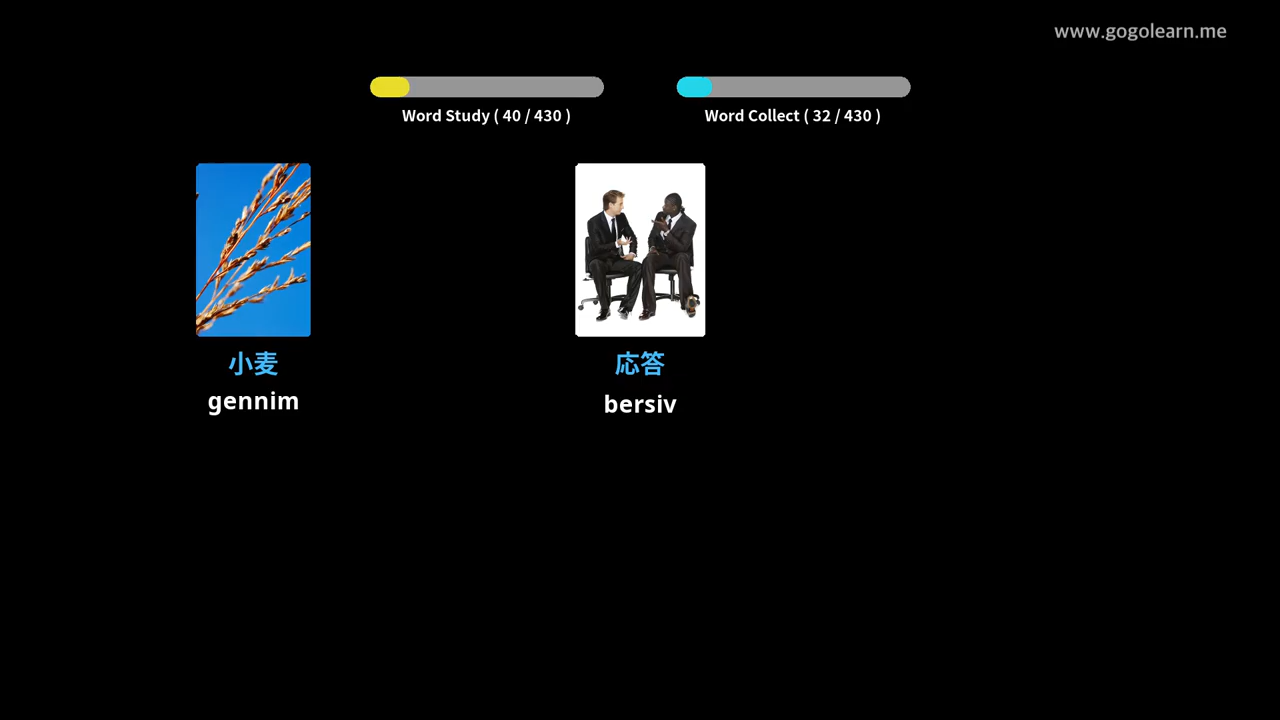 www.gogolearn.me
Word Study ( 40 / 430 )
Word Collect ( 32 / 430 )
小麦
gennim
応答
bersiv